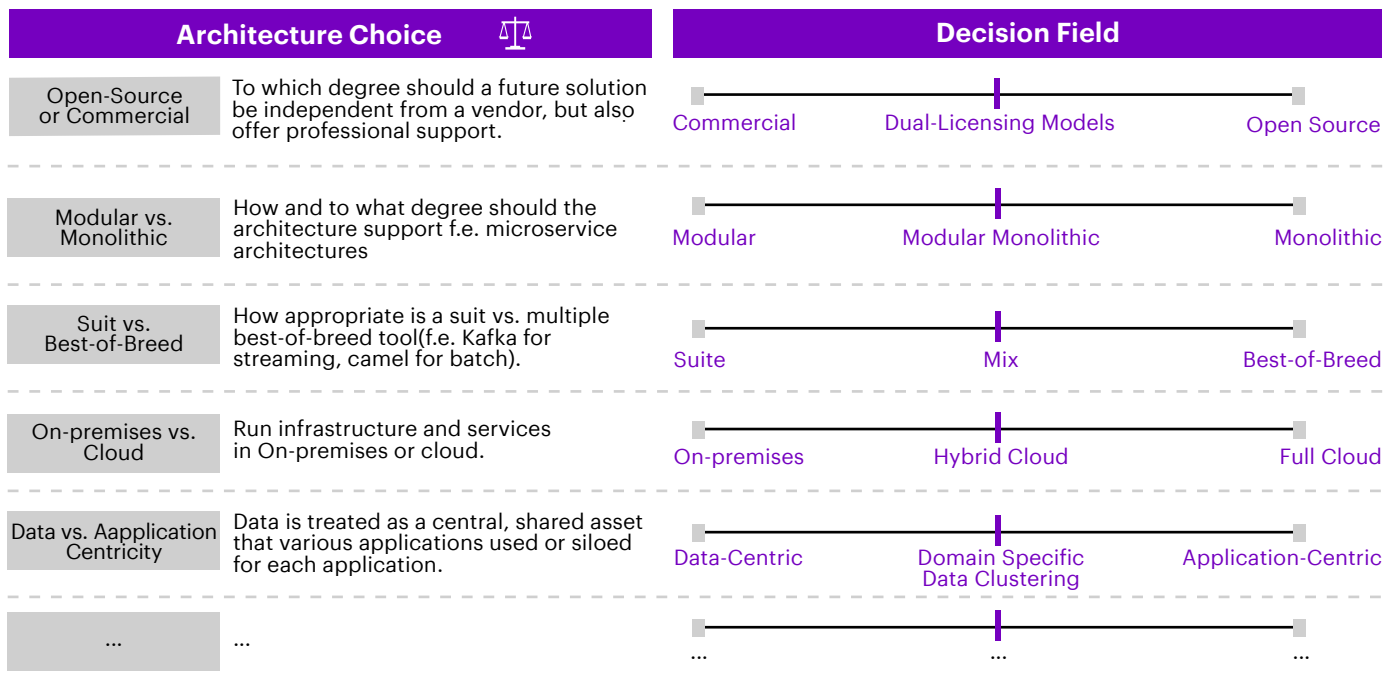 Architecture Choice
Decision Field
Open-Source
or Commercial
To which degree should a future solution
be independent from a vendor, but also
offer professional support.
Commercial
Dual-Licensing Models
Open Source
Modular vs.
Monolithic
How and to what degree should the
architecture support f.e. microservice
architectures
Modular
Modular Monolithic
Monolithic
Suit vs.
Best-of-Breed
How appropriate is a suit vs. multiple
best-of-breed tool(f.e. Kafka for
streaming, camel for batch).
Suite
Mix
Best-of-Breed
On-premises vs.
Cloud
Run infrastructure and services
in On-premises or cloud.
On-premises
Hybrid Cloud
Full Cloud
Data vs. Aapplication
Centricity
Data is treated as a central, shared asset
that various applications used or siloed
for each application.
Data-Centric
Domain Specific
Data Clustering
Application-Centric
...
...
...
...
...